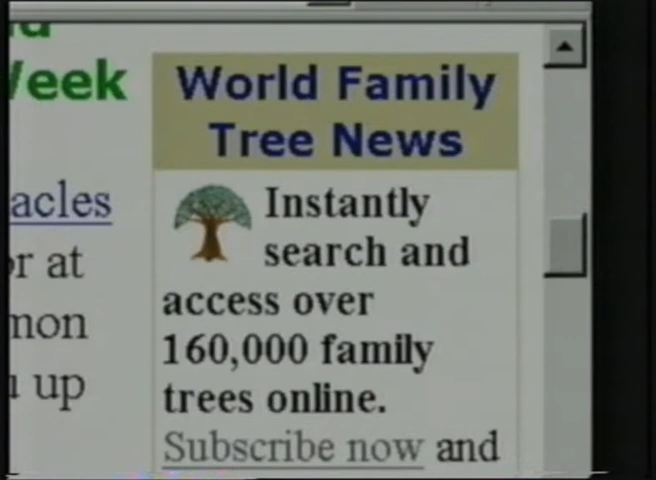 Week
World Family
Tree News
acles
Instantly
search and
r at
access over
mon
160,000 family
up
trees online.
Subscribe now and